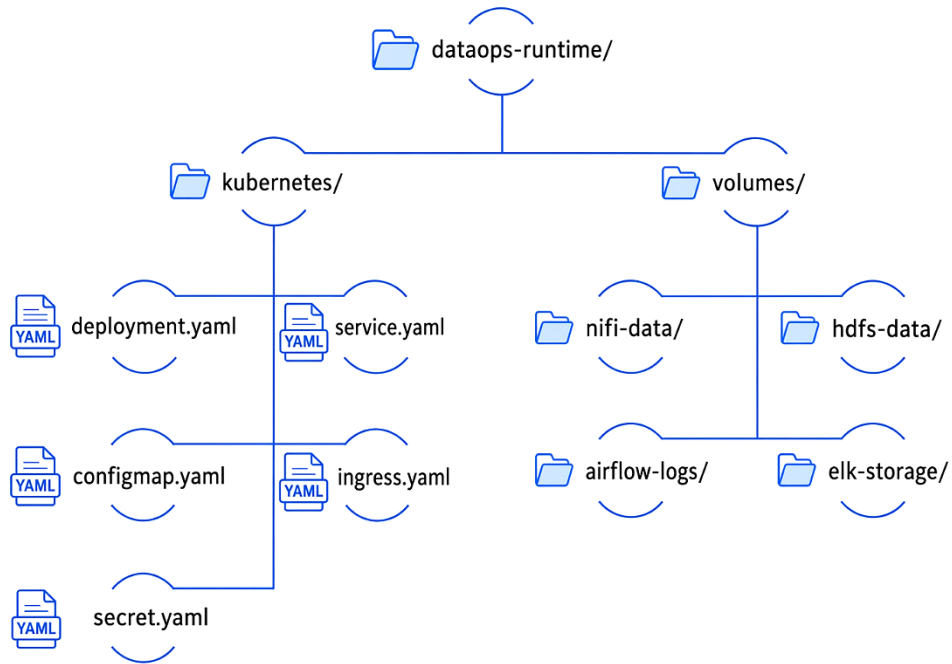 dataops-runtime/
kubernetes/
volumes/
YAML
deployment.yaml
YAML
service.yaml
nifi-data/
hdfs-data/
YAML
configmap.yaml
YAML
ingress.yaml
airflow-logs/
elk-storage/
YAML
secret.yaml